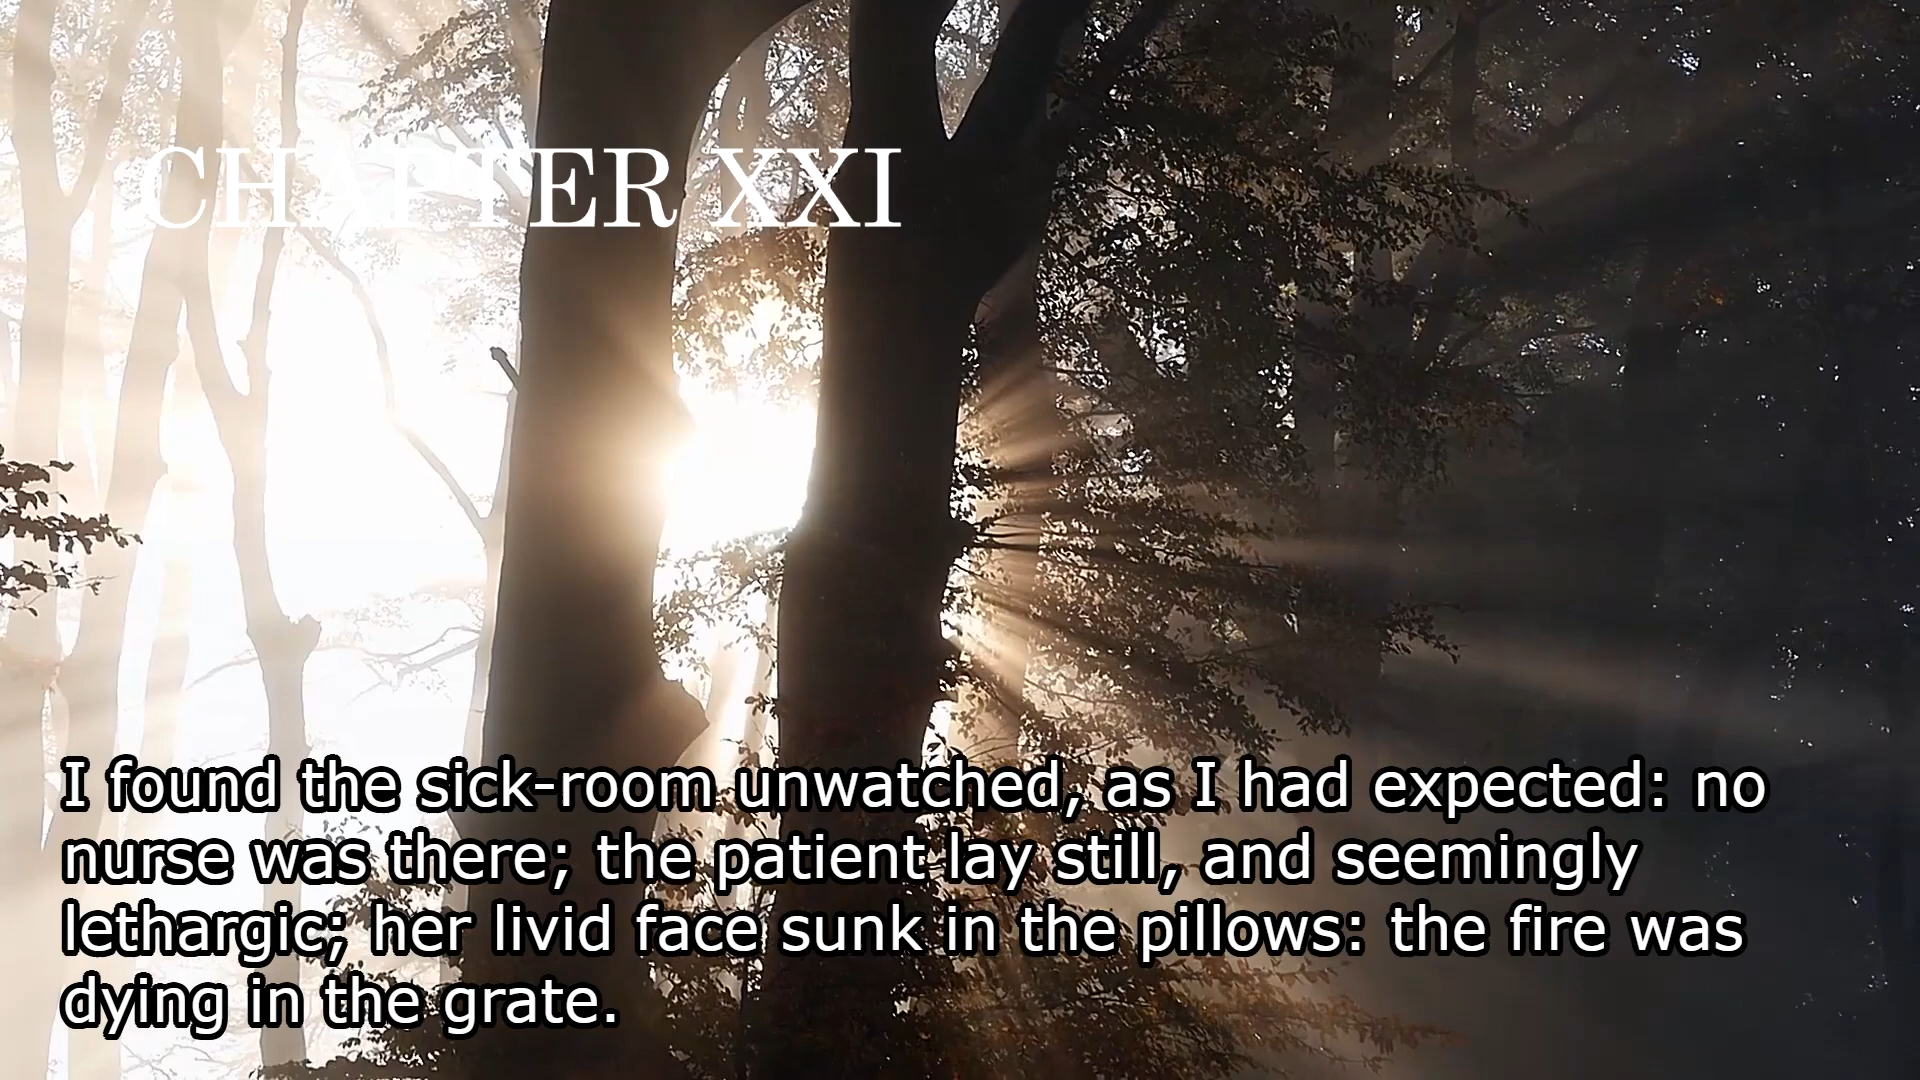 CHAPTER XXI
I found the sick-room unwatched, as I had expected: no
nurse was there; the patient lay still, and seemingly
lethargic; her livid face sunk in the pillows: the fire was
dying in the grate.